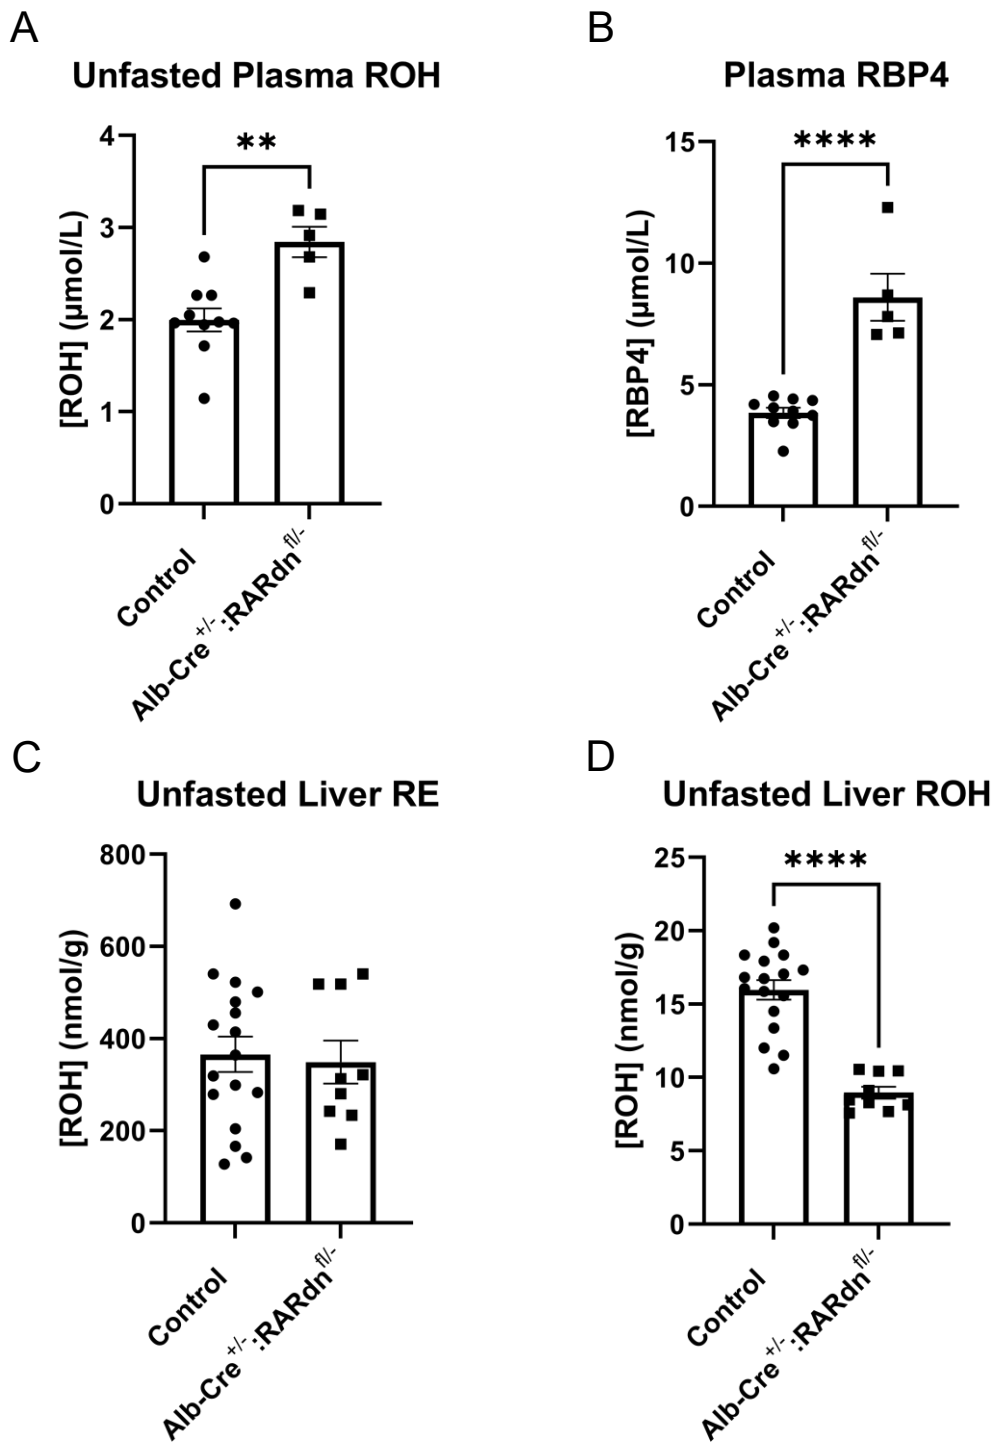 A
Unfasted Plasma ROH
[ROH] (µmol/L)
4
3
2
1
0
**
Control
Alb-Cre+/-:RARdnfl/-
B
Plasma RBP4
[RBP4] (µmol/L)
15
10
5
0
****
Control
Alb-Cre+/-:RARdnfl/-
C
Unfasted Liver RE
[ROH] (nmol/g)
800
600
400
200
0
Control
Alb-Cre+/-:RARdnfl/-
D
Unfasted Liver ROH
[ROH] (nmol/g)
25
20
15
10
5
0
****
Control
Alb-Cre+/-:RARdnfl/-